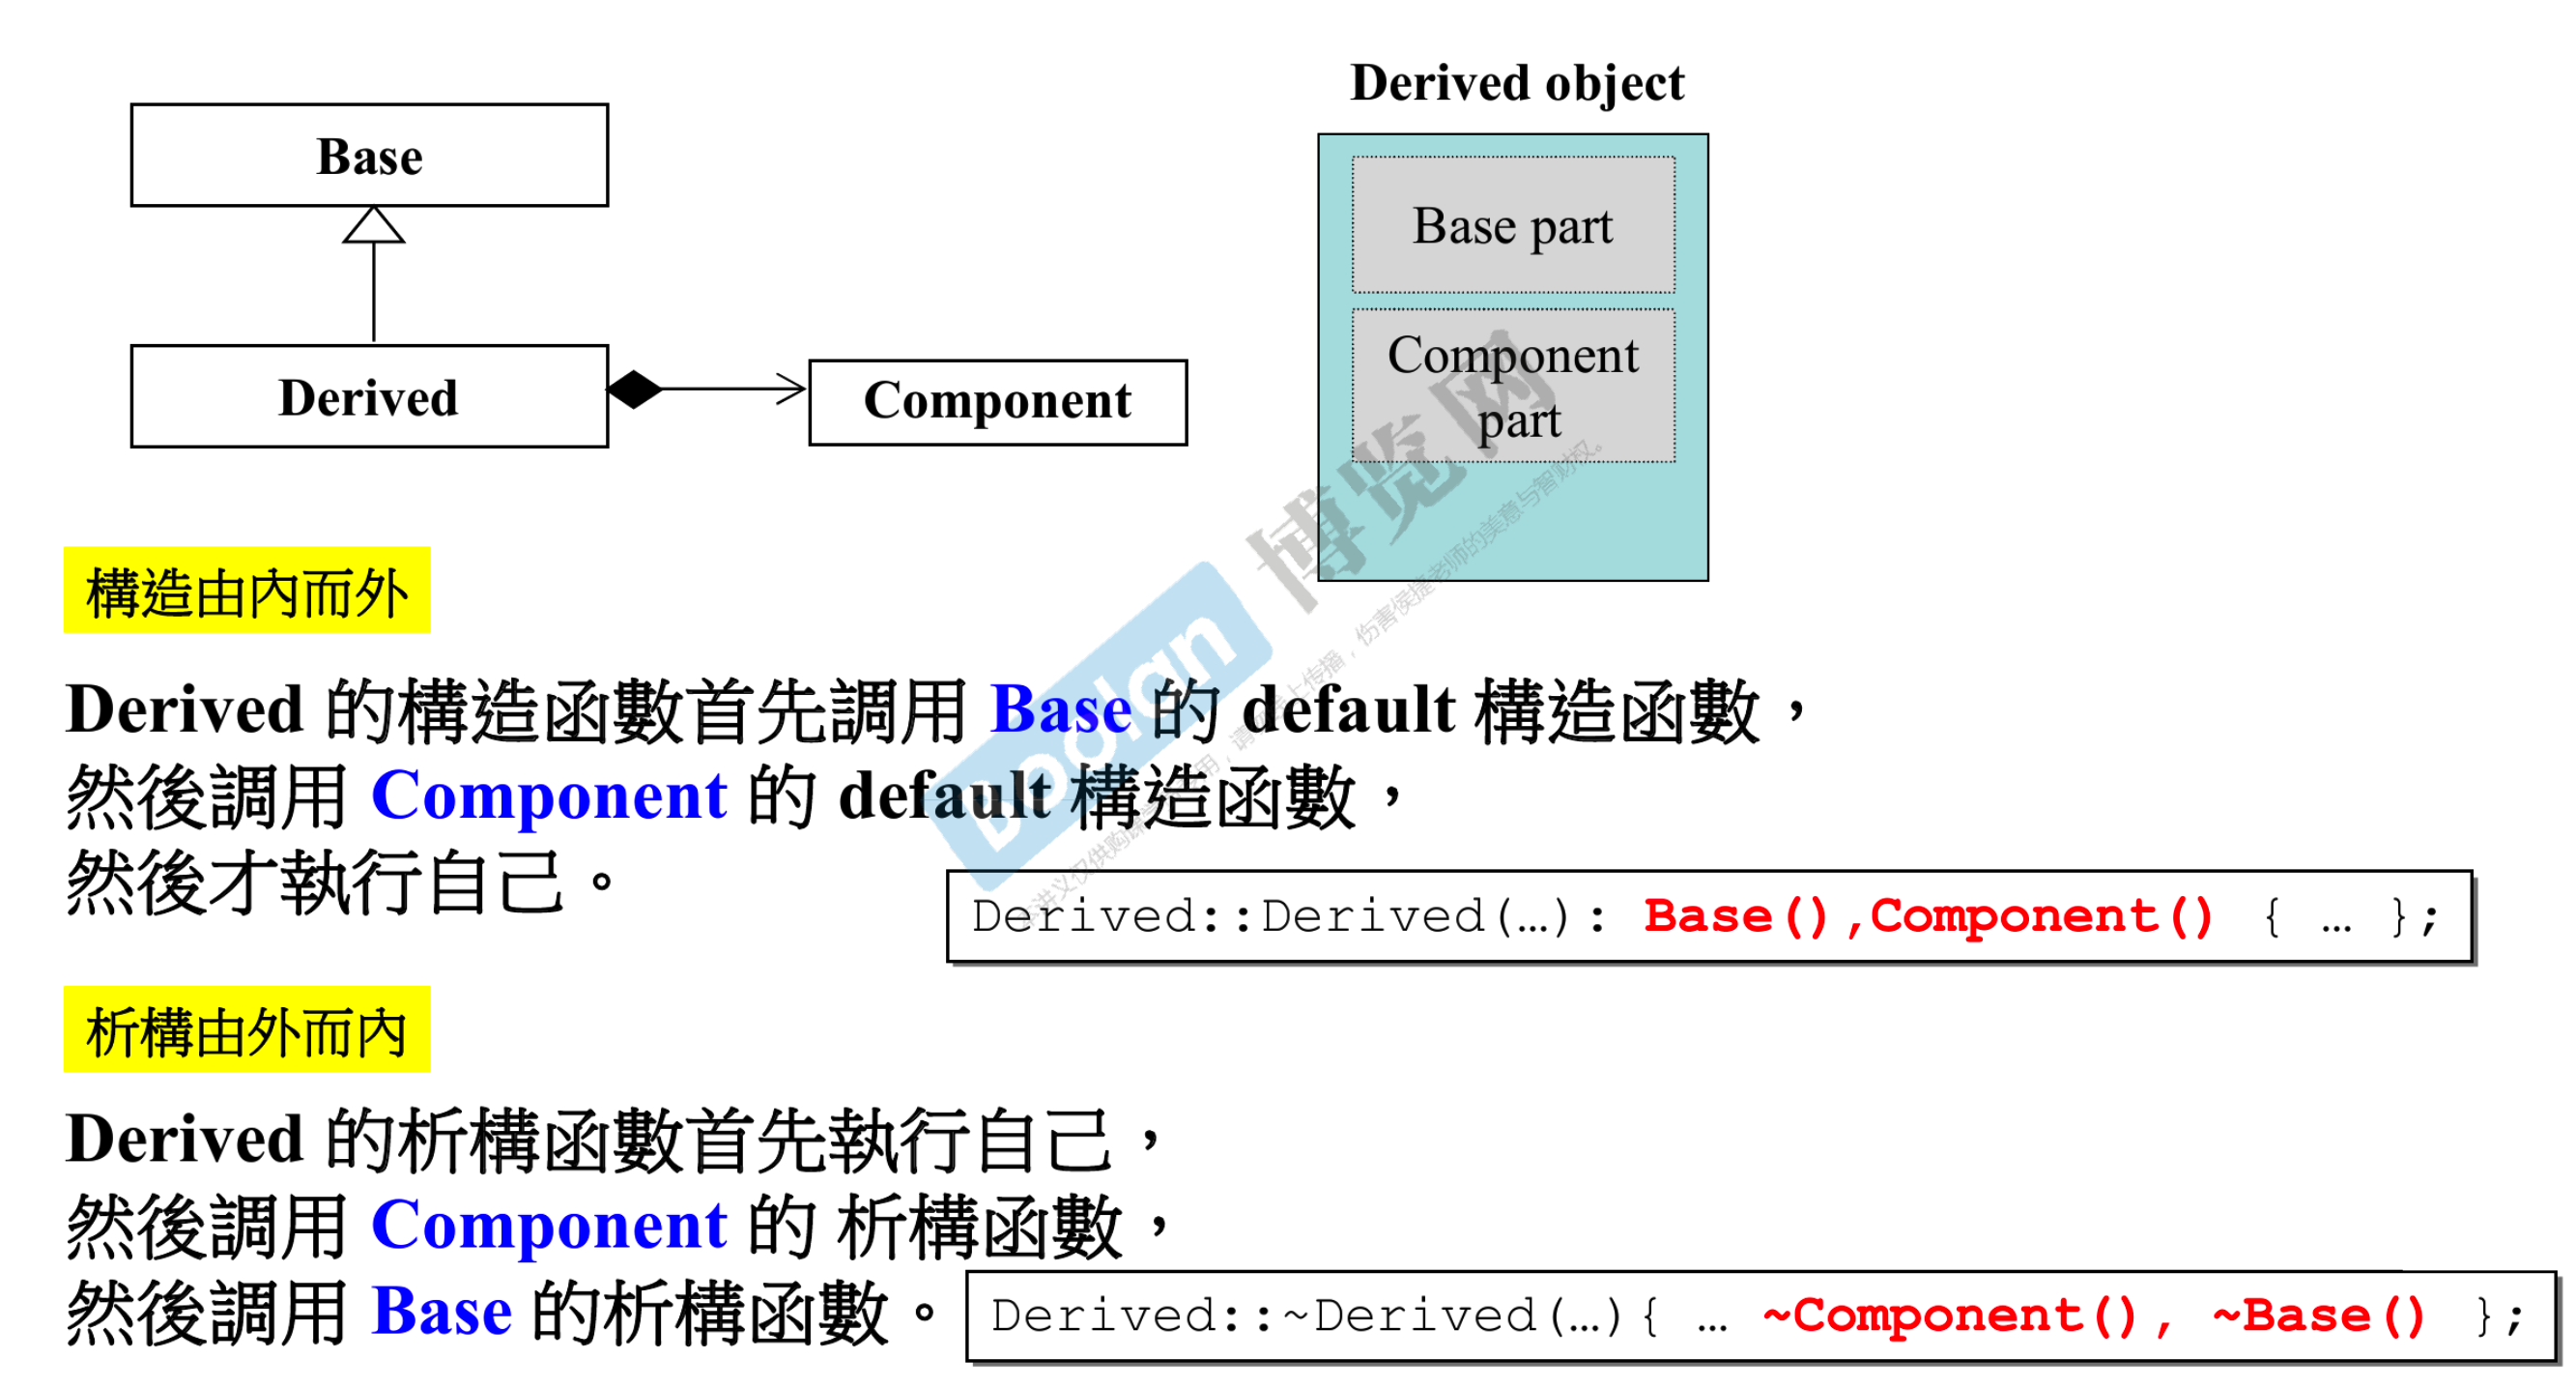 Derived object
Base
Base part
Component
part
Derived
Component
構造由內而外
Derived 的構造函數首先調用 Base 的 default 構造函數，
然後調用 Component 的 default 構造函數，
然後才執行自己。
Derived::Derived(…): Base(),Component() { … };
析構由外而內
Derived 的析構函數首先執行自己，
然後調用 Component 的 析構函數，
然後調用 Base 的析構函數。
Derived::~Derived(…){ … ~Component(), ~Base() };
Boolan 博览网